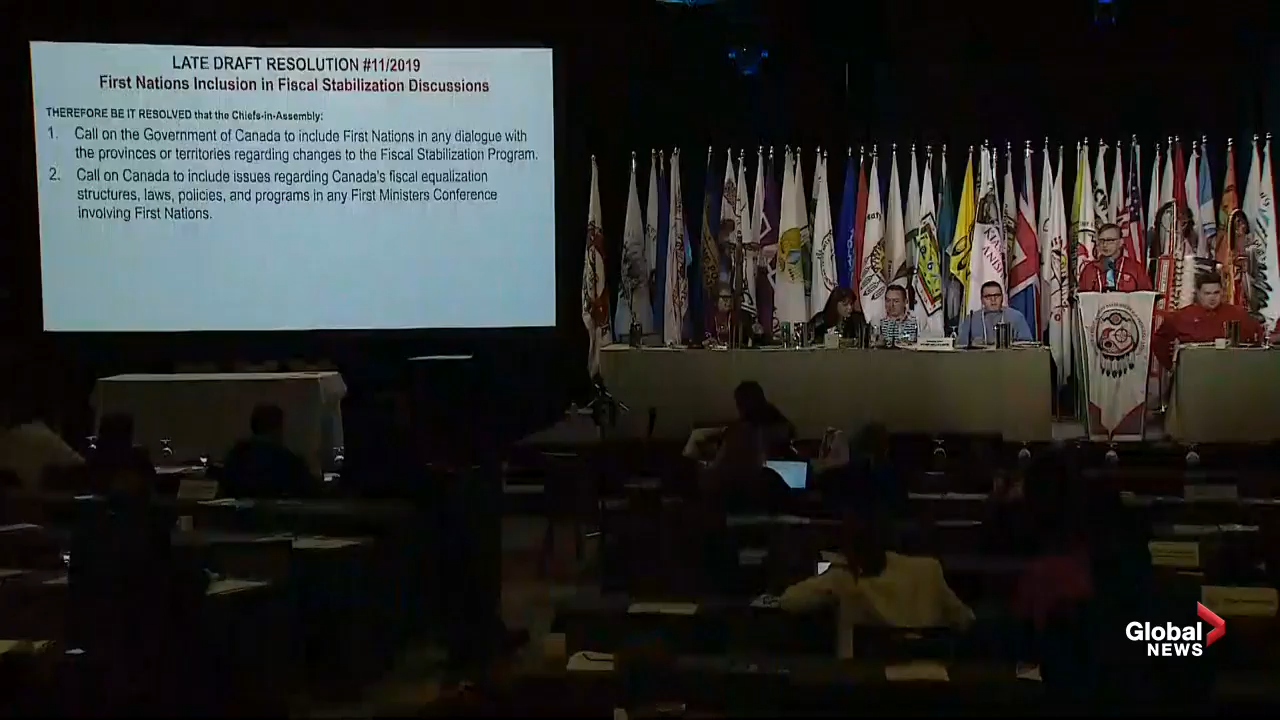 LATE DRAFT RESOLUTION #11/2019
First Nations Inclusion in Fiscal Stabilization Discussions
THEREFORE BE IT RESOLVED that the Chiefs-in-Assembly:
1. Call on the Government of Canada to include First Nations in any dialogue with
the provinces or territories regarding changes to the Fiscal Stabilization Program.
2. Call on Canada to include issues regarding Canada's fiscal equalization
structures, laws, policies, and programs in any First Ministers Conference
involving First Nations.
Global
NEWS